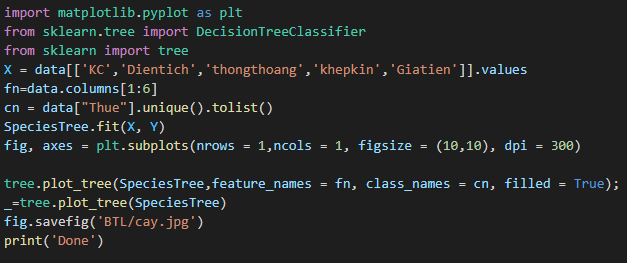 import matplotlib.pyplot as plt
from sklearn.tree import DecisionTreeClassifier
from sklearn import tree
X = data[['KC','Dientich','thongthoang','khepkin','Giatien']].values
fn=data.columns[1:6]
cn = data["Thue"].unique().tolist()
SpeciesTree.fit(X, Y)
fig, axes = plt.subplots(nrows = 1,ncols = 1, figsize = (10,10), dpi = 300)
tree.plot_tree(SpeciesTree,feature_names = fn, class_names = cn, filled = True);
_=tree.plot_tree(SpeciesTree)
fig.savefig('BTL/cay.jpg')
print('Done')